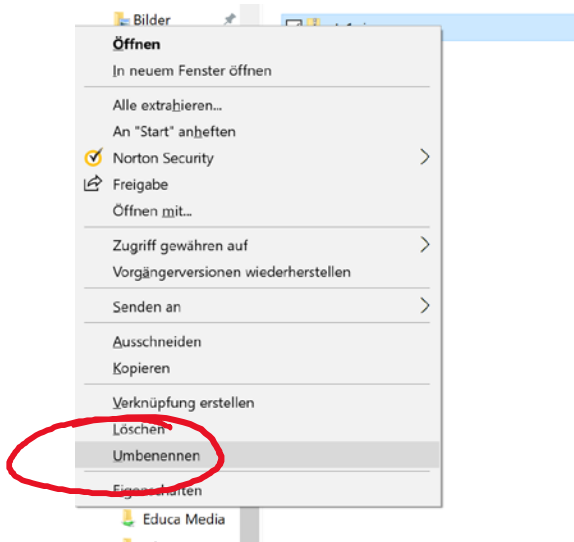 Bilder
Öffnen
In neuem Fenster öffnen
Alle extrahieren...
An "Start" anheften
Norton Security
Freigabe
Öffnen mit...
Zugriff gewähren auf
Vorgängerversionen wiederherstellen
Senden an
Ausschneiden
Kopieren
Verknüpfung erstellen
Löschen
Umbenennen
Eigenschaften
Educa Media